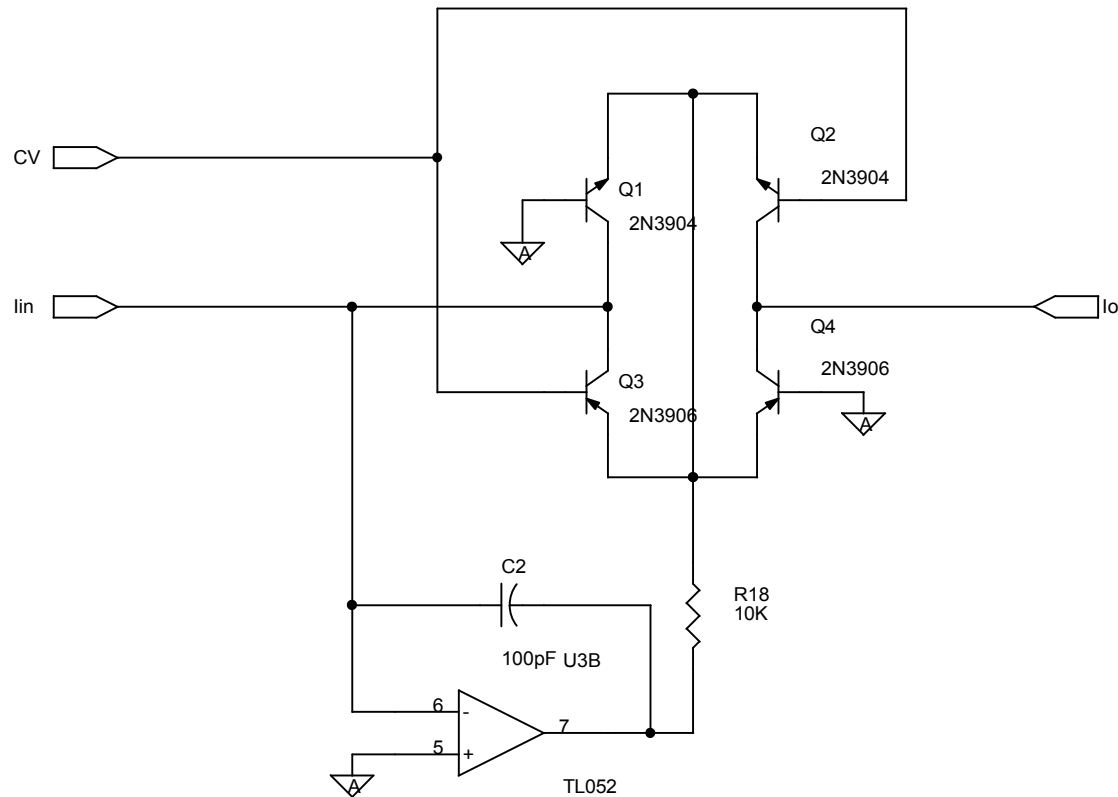 Q2
CV
2N3904
Q1
2N3904
A
Iin
Io
Q4
2N3906
Q3
2N3906
A
C2
R18
10K
100pF U3B
6
-
7
5
+
A
TL052